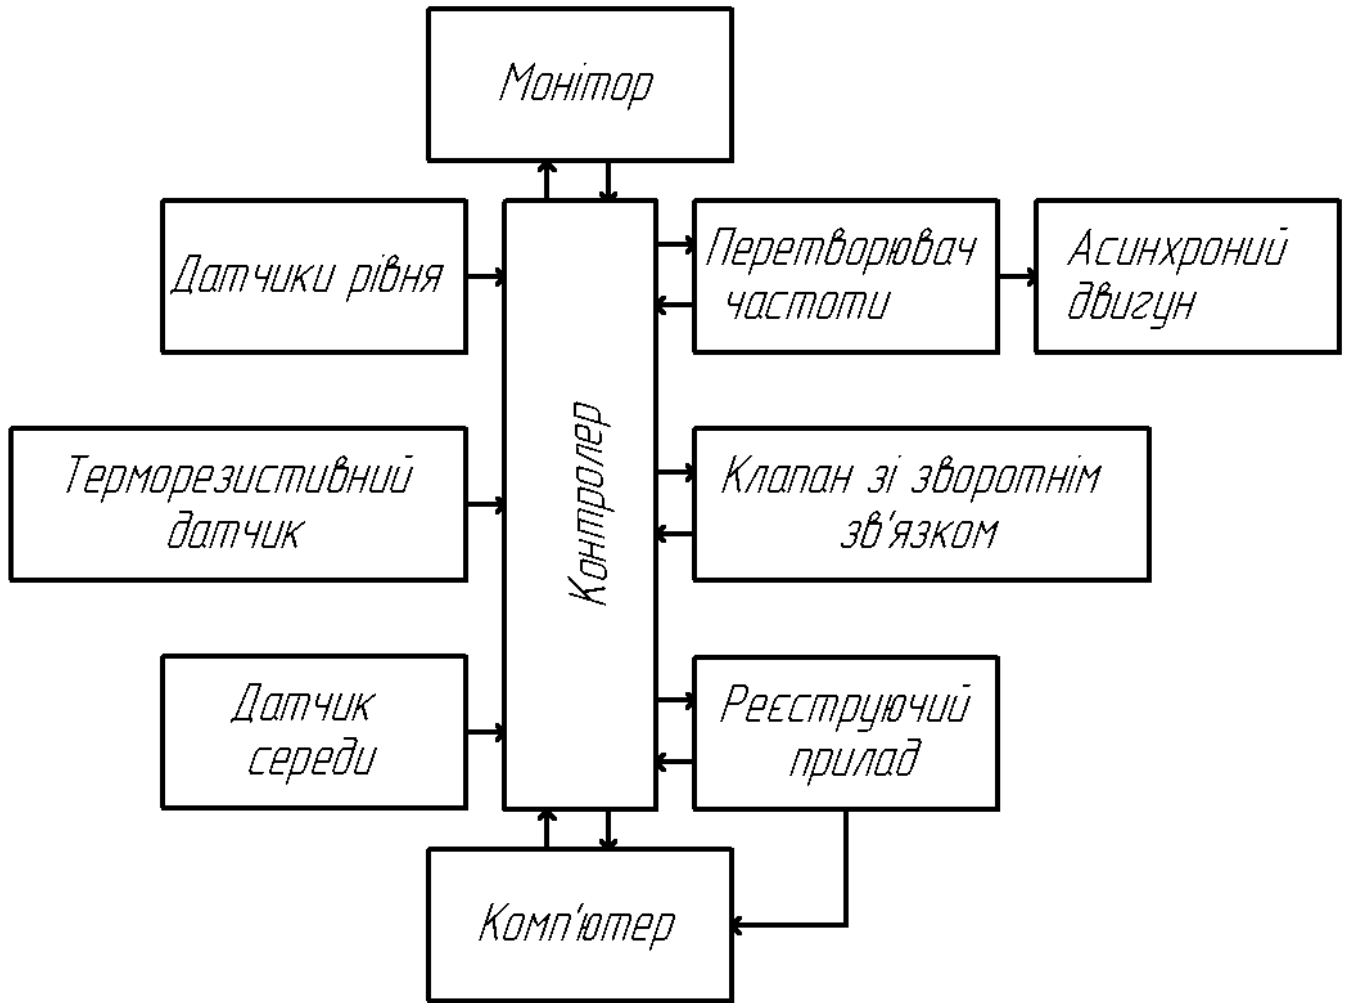 Монітор
Датчики рівня
Перетворювач
частоти
Асинхроний
двигун
Терморезистивний
датчик
Контролер
Клапан зі зворотнім
зв'язком
Датчик
середи
Реєструючий
прилад
Комп'ютер